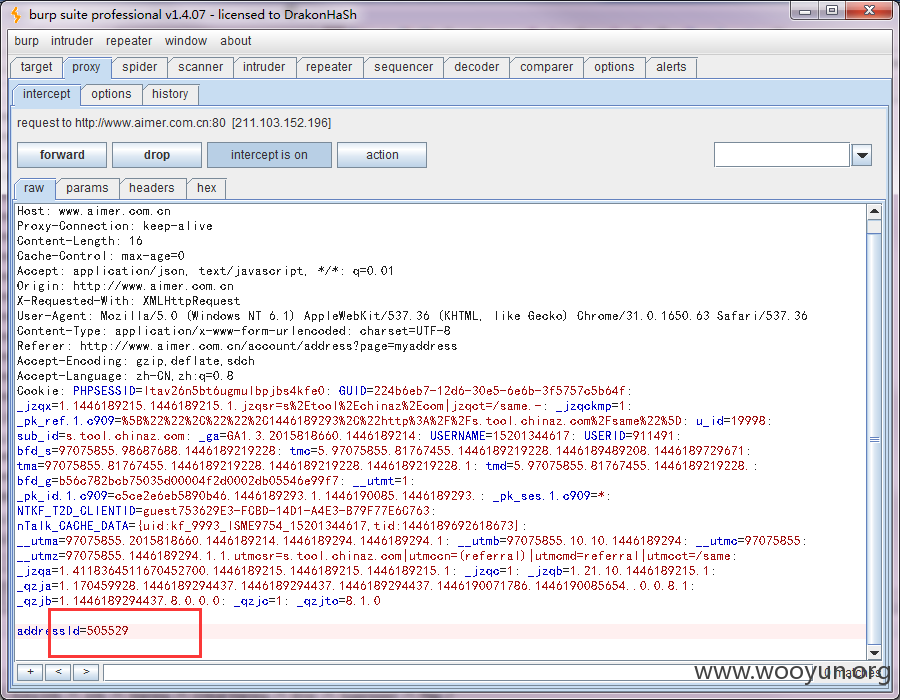 burp suite professional v1.4.07 - licensed to DrakonHaSh
burp intruder repeater window about
target proxy spider scanner intruder repeater sequencer decoder comparer options alerts
intercept options history
request to http://www.aimer.com.cn:80 [211.103.152.196]
forward drop intercept is on action
raw params headers hex
Host: www.aimer.com.cn
Proxy-Connection: keep-alive
Content-Length: 16
Cache-Control: max-age=0
Accept: application/json, text/javascript, */*; q=0.01
Origin: http://www.aimer.com.cn
X-Requested-With: XMLHttpRequest
User-Agent: Mozilla/5.0 (Windows NT 6.1) AppleWebKit/537.36 (KHTML, like Gecko) Chrome/31.0.1650.63 Safari/537.36
Content-Type: application/x-www-form-urlencoded; charset=UTF-8
Referer: http://www.aimer.com.cn/account/address?page=myaddress
Accept-Encoding: gzip,deflate,sdch
Accept-Language: zh-CN,zh;q=0.8
Cookie: PHPSESSID=ltav26n5bt6ugmulbpjbs4kfe0; GUID=224b6eb7-12d6-30e5-6e6b-3f5757c5b64f;
_jzqx=1.1446189215.1446189215.1.jzqsr=s%2Etool%2Echinaz%2Ecom|jzqct=/same.-; _jzqckmp=1;
_pk_ref.1.c909=%5B%22%22%2C%22%22%2C1446189293%2C%22http%3A%2F%2Fs.tool.chinaz.com%2Fsame%22%5D; u_id=19998;
sub_id=s.tool.chinaz.com; _ga=GA1.3.2015818660.1446189214; USERNAME=15201344617; USERID=911491;
bfd_s=97075855.98687688.1446189219228; tmc=5.97075855.81767455.1446189219228.1446189489208.1446189729671;
tma=97075855.81767455.1446189219228.1446189219228.1446189219228.1; tmd=5.97075855.81767455.1446189219228.;
bfd_g=b56c782bcb75035d00004f2d0002db05546e99f7; __utmt=1;
_pk_id.1.c909=c5ce2e6eb5890b46.1446189293.1.1446190085.1446189293.; _pk_ses.1.c909=*;
NTKF_T2D_CLIENTID=guest753629E3-FCBD-14D1-A4E3-B79F77E6C763;
nTalk_CACHE_DATA={uid:kf_9993_ISME9754_15201344617,tid:1446189692618673};
__utma=97075855.2015818660.1446189214.1446189294.1446189294.1; __utmb=97075855.10.10.1446189294; __utmc=97075855;
__utmz=97075855.1446189294.1.1.utmcsr=s.tool.chinaz.com|utmccn=(referral)|utmcmd=referral|utmcct=/same;
_jzqa=1.4118364511670452700.1446189215.1446189215.1446189215.1; _jzqc=1; _jzqb=1.21.10.1446189215.1;
_qzja=1.170459928.1446189294437.1446189294437.1446189294437.1446190071786.1446190085654..0.0.8.1;
_qzjb=1.1446189294437.8.0.0.0; _qzjc=1; _qzjto=8.1.0
addressId=505529
+ < > 0 matches
www.wooyun.org